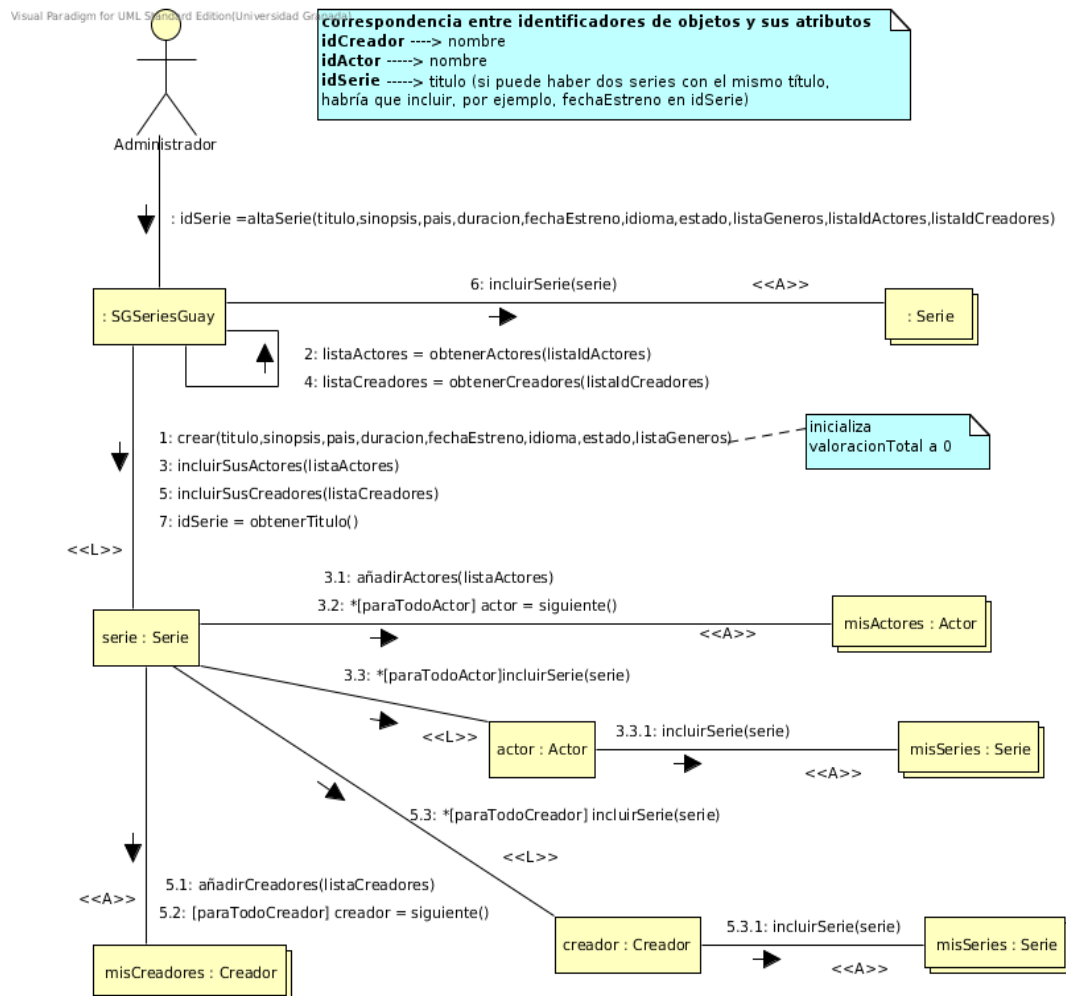 Visual Paradigm for UML Standard Edition(Universidad Granada)
correspondencia entre identificadores de objetos y sus atributos
idCreador ----> nombre
idActor -----> nombre
idSerie -----> titulo (si puede haber dos series con el mismo título,
habría que incluir, por ejemplo, fechaEstreno en idSerie)
Administrador
: idSerie =altaSerie(titulo,sinopsis,pais,duracion,fechaEstreno,idioma,estado,listaGeneros,listaIdActores,listaIdCreadores)
6: incluirSerie(serie)
<<A>>
: SGSeriesGuay
: Serie
2: listaActores = obtenerActores(listaIdActores)
4: listaCreadores = obtenerCreadores(listaIdCreadores)
1: crear(titulo,sinopsis,pais,duracion,fechaEstreno,idioma,estado,listaGeneros)
inicializa
valoracionTotal a 0
3: incluirSusActores(listaActores)
5: incluirSusCreadores(listaCreadores)
7: idSerie = obtenerTitulo()
<<L>>
3.1: añadirActores(listaActores)
3.2: *[paraTodoActor] actor = siguiente()
<<A>>
serie : Serie
misActores : Actor
3.3: *[paraTodoActor]incluirSerie(serie)
<<L>>
actor : Actor
3.3.1: incluirSerie(serie)
<<A>>
misSeries : Serie
5.3: *[paraTodoCreador] incluirSerie(serie)
<<L>>
<<A>>
5.1: añadirCreadores(listaCreadores)
5.2: [paraTodoCreador] creador = siguiente()
misCreadores : Creador
creador : Creador
5.3.1: incluirSerie(serie)
<<A>>
misSeries : Serie